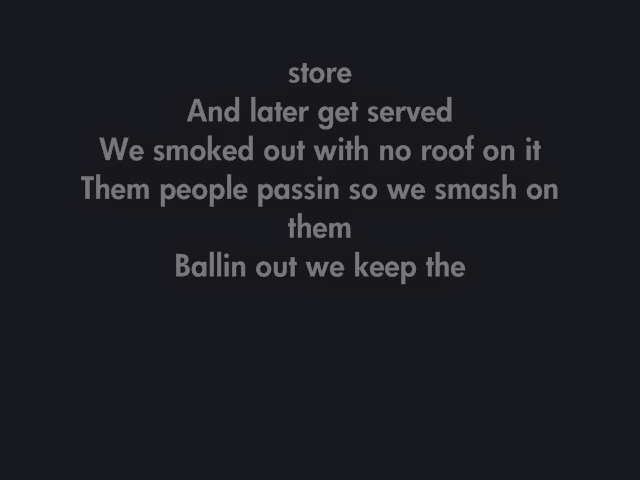 store
And later get served
We smoked out with no roof on it
Them people passin so we smash on
them
Ballin out we keep the